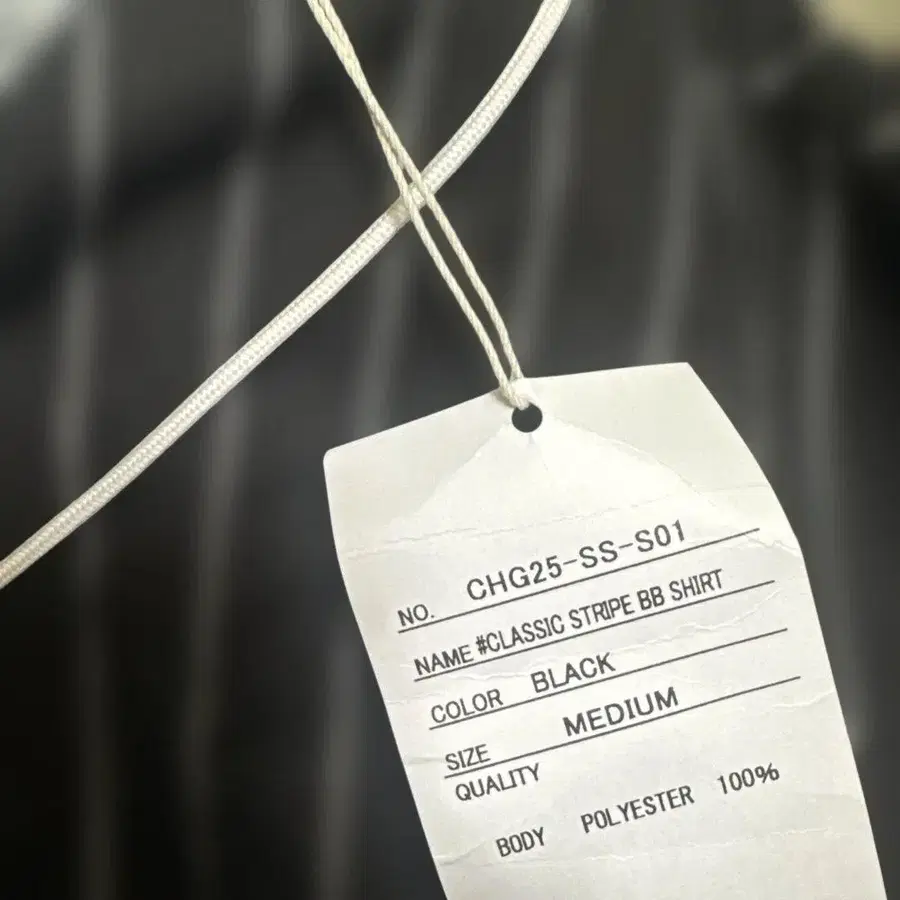 NO. CHG25-SS-S01
NAME #CLASSIC STRIPE BB SHIRT
COLOR BLACK
SIZE MEDIUM
QUALITY
BODY POLYESTER 100%